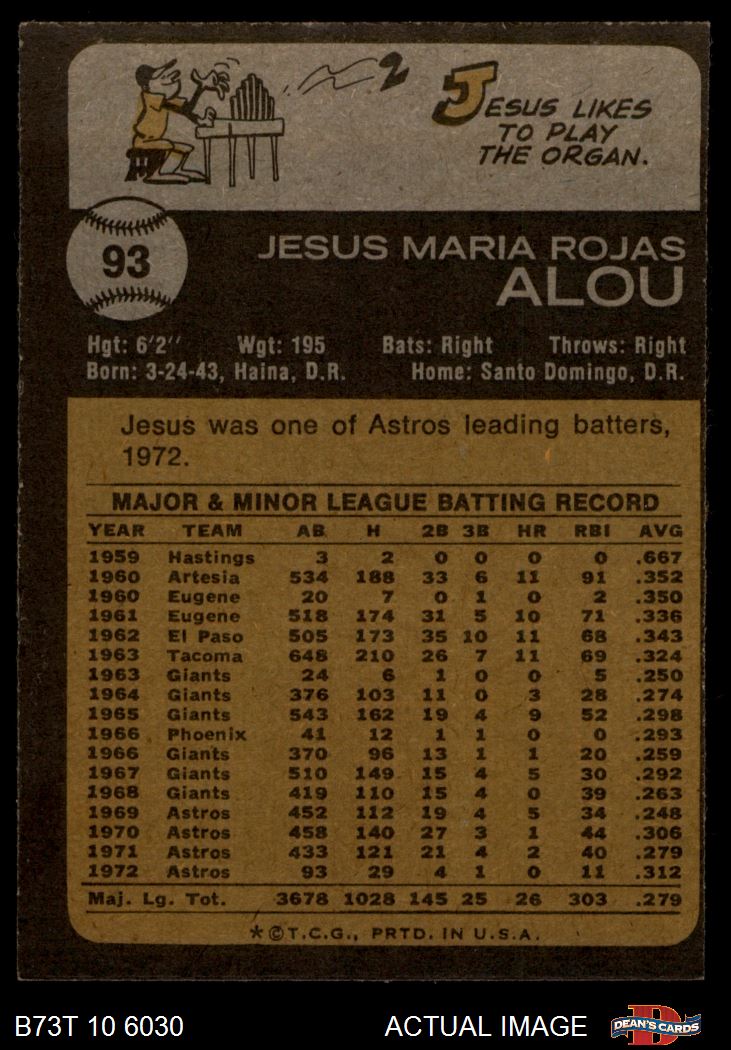 JESUS LIKES
TO PLAY
THE ORGAN.
93
JESUS MARIA ROJAS
ALOU
Hgt: 6'2" Wgt: 195 Bats: Right Throws: Right
Born: 3-24-43, Haina, D.R. Home: Santo Domingo, D.R.
Jesus was one of Astros leading batters,
1972.
MAJOR & MINOR LEAGUE BATTING RECORD
YEAR TEAM AB H 2B 3B HR RBI AVG
1959 Hastings 3 2 0 0 0 0 .667
1960 Artesia 534 188 33 6 11 91 .352
1960 Eugene 20 7 0 1 0 2 .350
1961 Eugene 518 174 31 5 10 71 .336
1962 El Paso 505 173 35 10 11 68 .343
1963 Tacoma 648 210 26 7 11 69 .324
1963 Giants 24 6 1 0 0 5 .250
1964 Giants 376 103 11 0 3 28 .274
1965 Giants 543 162 19 4 9 52 .298
1966 Phoenix 41 12 1 1 0 0 .293
1966 Giants 370 96 13 1 1 20 .259
1967 Giants 510 149 15 4 5 30 .292
1968 Giants 419 110 15 4 0 39 .263
1969 Astros 452 112 19 4 5 34 .248
1970 Astros 458 140 27 3 1 44 .306
1971 Astros 433 121 21 4 2 40 .279
1972 Astros 93 29 4 1 0 11 .312
Maj. Lg. Tot. 3678 1028 145 25 26 303 .279
*©T.C.G., PRTD. IN U.S.A.
B73T 10 6030 ACTUAL IMAGE DEAN'S CARDS